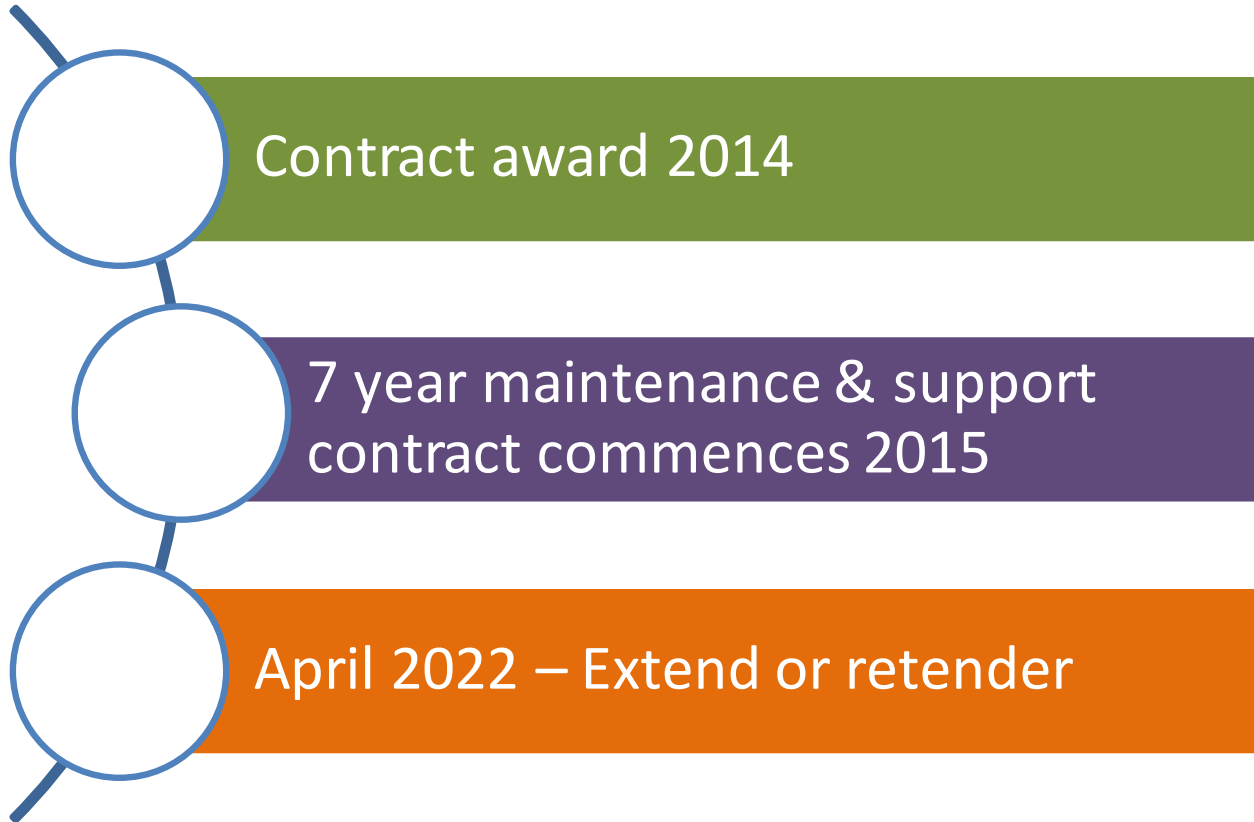 Contract award 2014
7 year maintenance & support
contract commences 2015
April 2022 – Extend or retender